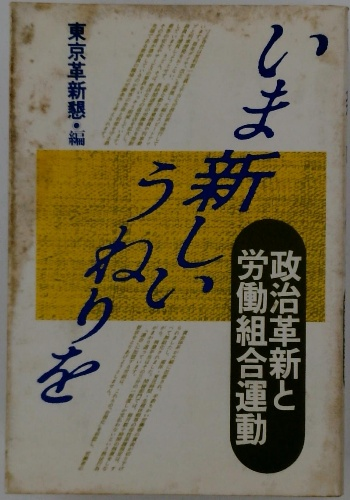 いま新しい
うねりを
政治革新と
労働組合運動
東京革新懇・編